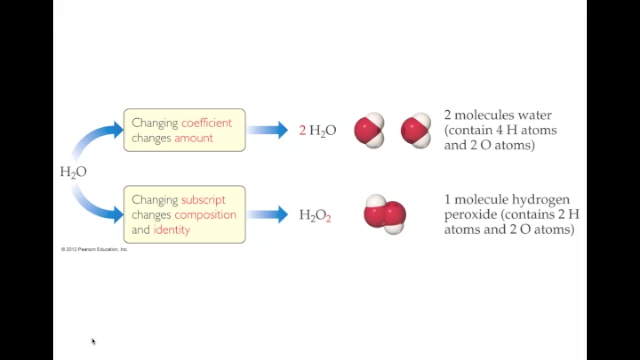 H₂O
Changing coefficient
changes amount
2 H₂O
2 molecules water
(contain 4 H atoms
and 2 O atoms)
Changing subscript
changes composition
and identity
H₂O₂
1 molecule hydrogen
peroxide (contains 2 H
atoms and 2 O atoms)
© 2012 Pearson Education, Inc.